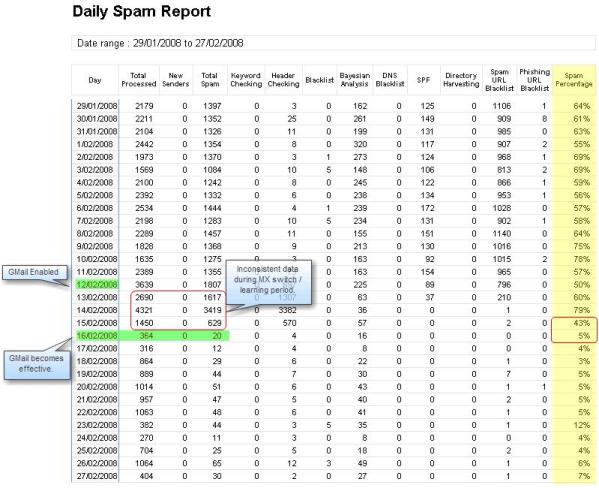 Daily Spam Report
Date range : 29/01/2008 to 27/02/2008
Day Total Processed New Senders Total Spam Keyword Checking Header Checking Blacklist Bayesian Analysis DNS Blacklist SPF Directory Harvesting Spam URL Blacklist Phishing URL Blacklist Spam Percentage
29/01/2008 2179 0 1397 0 3 0 162 0 125 0 1106 1 64%
30/01/2008 2211 0 1352 0 25 0 261 0 149 0 909 8 61%
31/01/2008 2104 0 1326 0 11 0 199 0 131 0 985 0 63%
1/02/2008 2442 0 1354 0 8 0 320 0 117 0 907 2 55%
2/02/2008 1973 0 1370 0 3 1 273 0 124 0 968 1 69%
3/02/2008 1569 0 1084 0 10 5 148 0 106 0 813 2 69%
4/02/2008 2100 0 1242 0 8 0 245 0 122 0 866 1 59%
5/02/2008 2392 0 1332 0 6 0 238 0 134 0 953 1 56%
6/02/2008 2534 0 1444 0 4 1 239 0 172 0 1028 0 57%
7/02/2008 2198 0 1283 0 10 5 234 0 131 0 902 1 58%
8/02/2008 2289 0 1457 0 11 0 155 0 151 0 1140 0 64%
9/02/2008 1828 0 1368 0 9 0 213 0 130 0 1016 0 75%
10/02/2008 1635 0 1275 0 3 0 163 0 92 0 1015 2 78%
11/02/2008 2389 0 1355 0 163 0 154 0 965 0 57%
12/02/2008 3639 0 1807 0 225 0 89 0 796 0 50%
13/02/2008 2690 0 1617 0 1307 0 63 0 37 0 210 0 60%
14/02/2008 4321 0 3419 0 3382 0 36 0 0 0 1 0 79%
15/02/2008 1450 0 629 0 570 0 57 0 0 0 2 0 43%
16/02/2008 364 0 20 0 4 0 16 0 0 0 0 0 5%
17/02/2008 316 0 12 0 4 0 8 0 0 0 0 0 4%
18/02/2008 864 0 29 0 6 0 22 0 0 0 1 0 3%
19/02/2008 889 0 44 0 7 0 30 0 0 0 7 0 5%
20/02/2008 1014 0 51 0 6 0 43 0 0 0 1 1 5%
21/02/2008 957 0 47 0 5 0 40 0 0 0 2 0 5%
22/02/2008 1063 0 48 0 6 0 41 0 0 0 1 0 5%
23/02/2008 382 0 44 0 3 5 35 0 0 0 1 0 12%
24/02/2008 270 0 11 0 3 0 8 0 0 0 0 0 4%
25/02/2008 704 0 25 0 5 0 18 0 0 0 2 0 4%
26/02/2008 1064 0 65 0 12 3 49 0 0 0 1 0 6%
27/02/2008 404 0 30 0 2 0 27 0 0 0 1 0 7%
GMail Enabled
Inconsistent data
during MX switch /
learning period.
GMail becomes
effective.